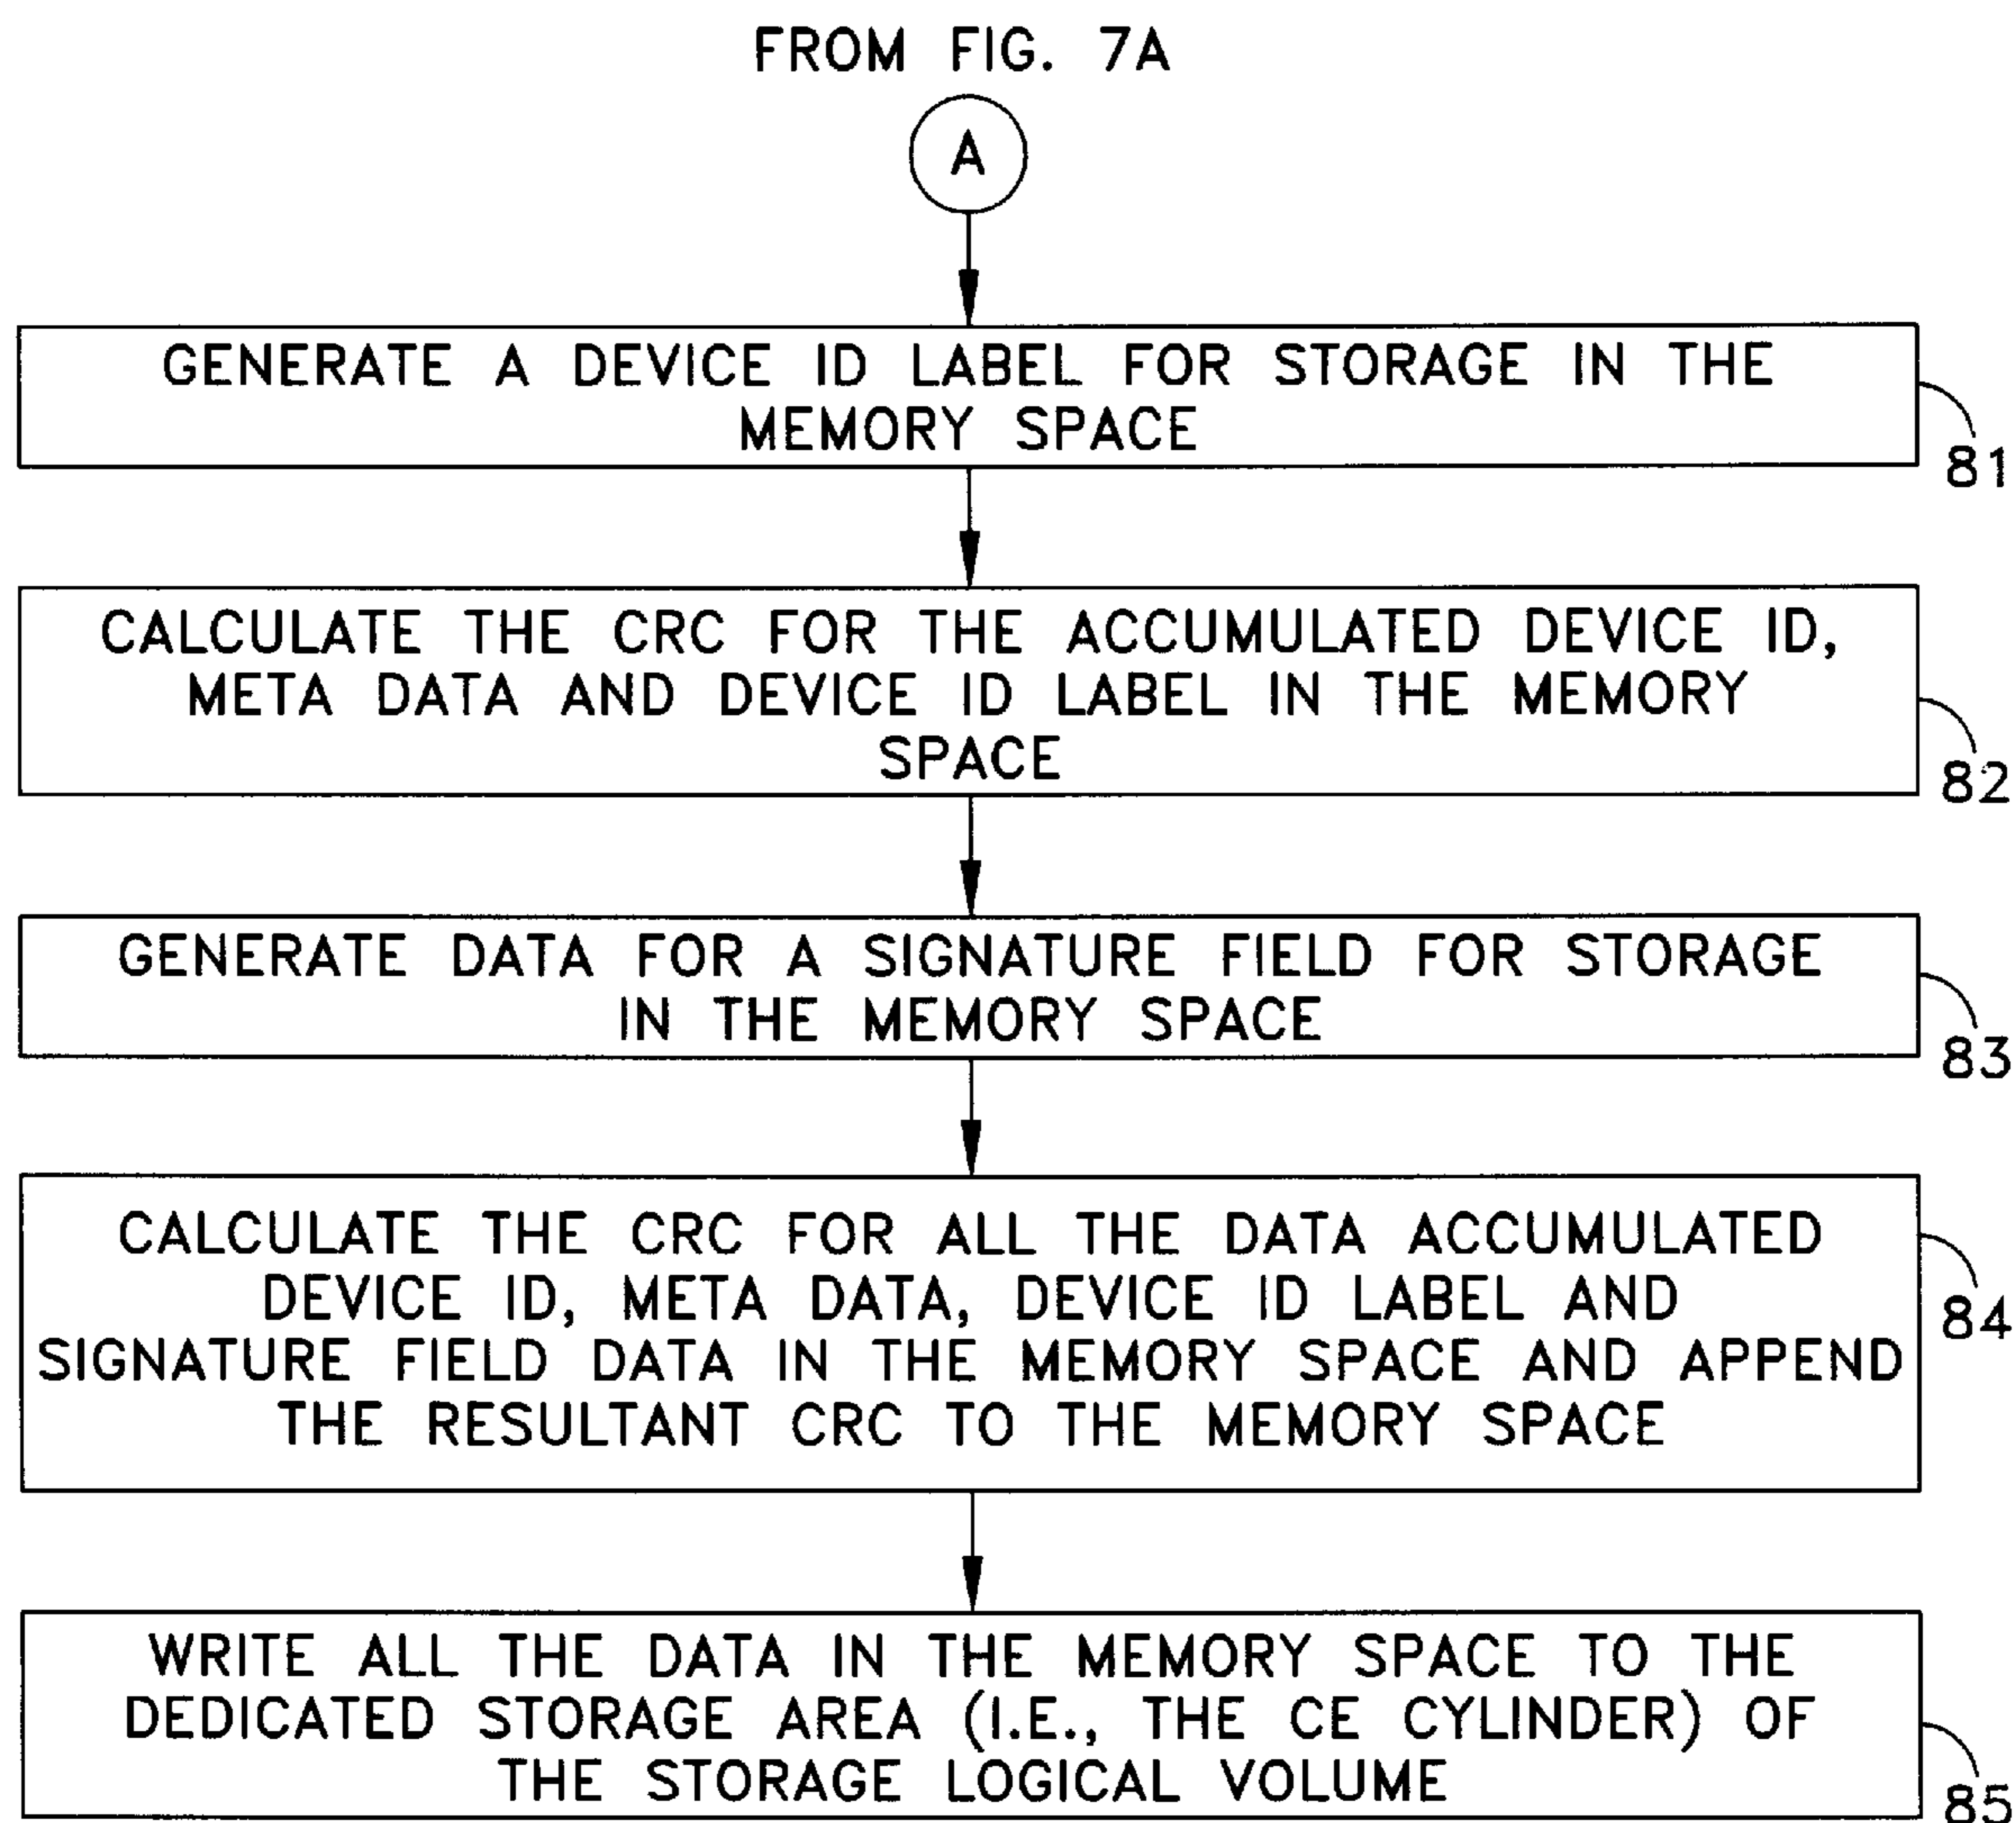 FROM FIG. 7A
A
GENERATE A DEVICE ID LABEL FOR STORAGE IN THE
MEMORY SPACE
81
CALCULATE THE CRC FOR THE ACCUMULATED DEVICE ID,
META DATA AND DEVICE ID LABEL IN THE MEMORY
SPACE
82
GENERATE DATA FOR A SIGNATURE FIELD FOR STORAGE
IN THE MEMORY SPACE
83
CALCULATE THE CRC FOR ALL THE DATA ACCUMULATED
DEVICE ID, META DATA, DEVICE ID LABEL AND
SIGNATURE FIELD DATA IN THE MEMORY SPACE AND APPEND
THE RESULTANT CRC TO THE MEMORY SPACE
84
WRITE ALL THE DATA IN THE MEMORY SPACE TO THE
DEDICATED STORAGE AREA (I.E., THE CE CYLINDER) OF
THE STORAGE LOGICAL VOLUME
85